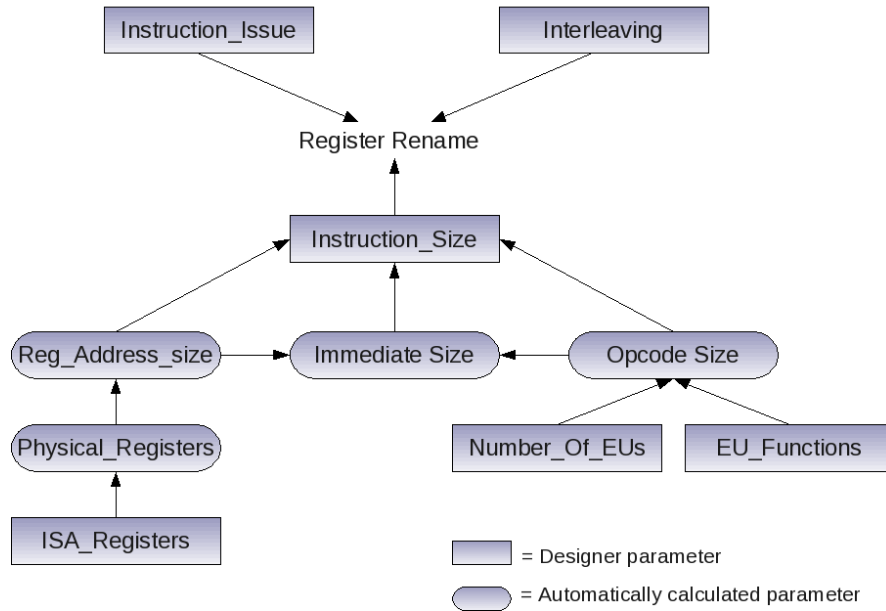 Instruction_Issue
Interleaving
Register Rename
Instruction_Size
Reg_Address_size
Immediate Size
Opcode Size
Physical_Registers
Number_Of_EUs
EU_Functions
ISA_Registers
= Designer parameter
= Automatically calculated parameter